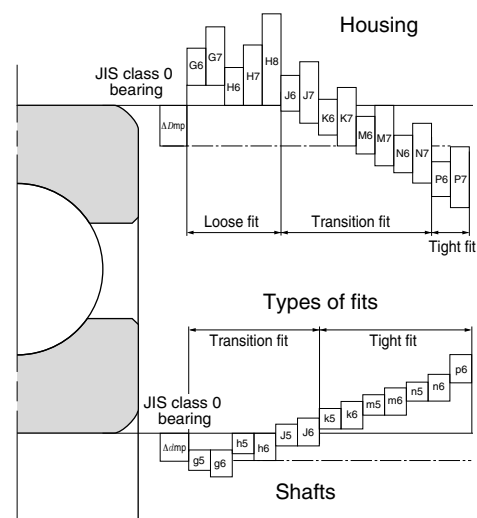 Housing
JIS class 0
bearing
ΔDmp
G6
G7
H6
H7
H8
J6
J7
K6
K7
M6
M7
N6
N7
P6
P7
Loose fit
Transition fit
Tight fit
Types of fits
Transition fit
Tight fit
JIS class 0
bearing
Δdmp
g5
g6
h5
h6
J5
J6
k5
k6
m5
m6
n5
n6
p6
Shafts